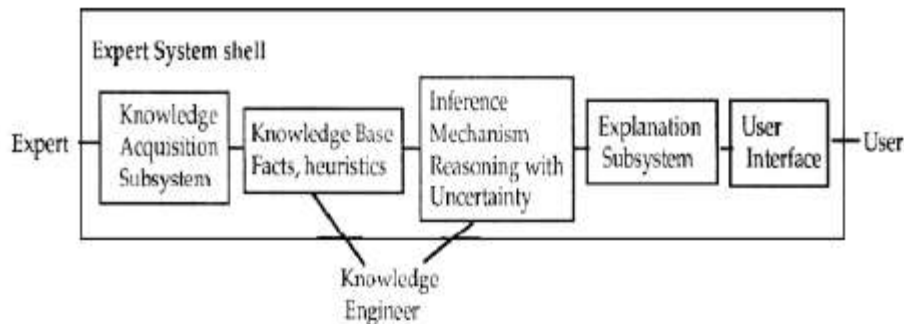 Expert System shell
Expert
Knowledge
Acquisition
Subsystem
Knowledge Base
Facts, heuristics
Inference
Mechanism
Reasoning with
Uncertainty
Explanation
Subsystem
User
Interface
User
Knowledge
Engineer